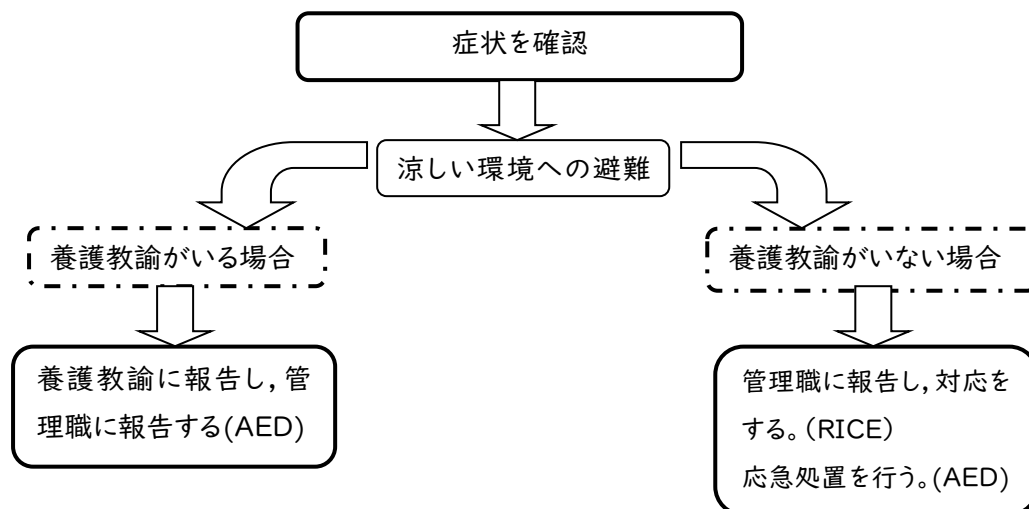 症状を確認
涼しい環境への避難
養護教諭がいる場合
養護教諭がいない場合
養護教諭に報告し,管
理職に報告する(AED)
管理職に報告し,対応を
する。(RICE)
応急処置を行う。(AED)